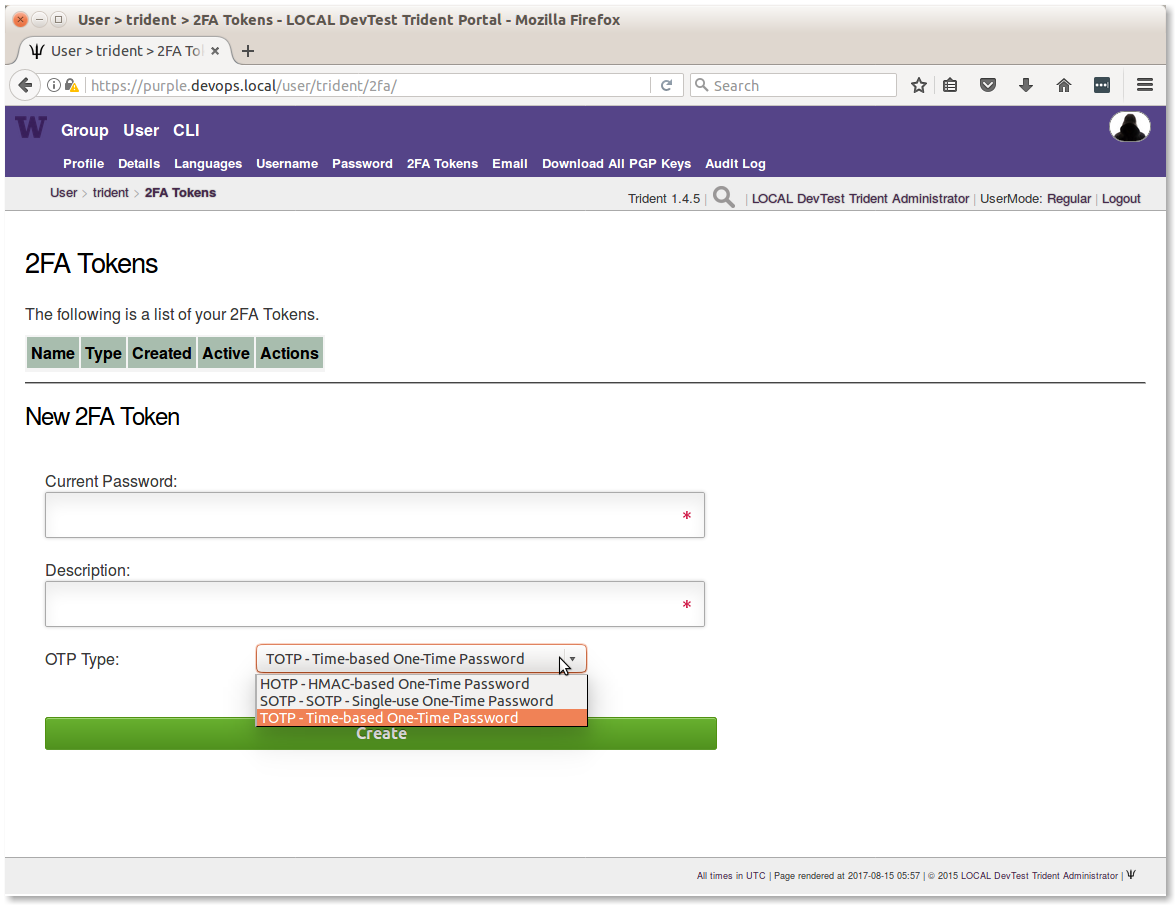 User > trident > 2FA Tokens - LOCAL DevTest Trident Portal - Mozilla Firefox
User > trident > 2FA To
https://purple.devops.local/user/trident/2fa/
Search
W
Group User CLI
Profile Details Languages Username Password 2FA Tokens Email Download All PGP Keys Audit Log
User > trident > 2FA Tokens
Trident 1.4.5 | | LOCAL DevTest Trident Administrator | UserMode: Regular | Logout
2FA Tokens
The following is a list of your 2FA Tokens.
Name Type Created Active Actions
New 2FA Token
Current Password:
*
Description:
*
OTP Type: TOTP - Time-based One-Time Password
HOTP - HMAC-based One-Time Password
SOTP - SOTP - Single-use One-Time Password
TOTP - Time-based One-Time Password
Create
All times in UTC | Page rendered at 2017-08-15 05:57 | © 2015 LOCAL DevTest Trident Administrator | Ψ